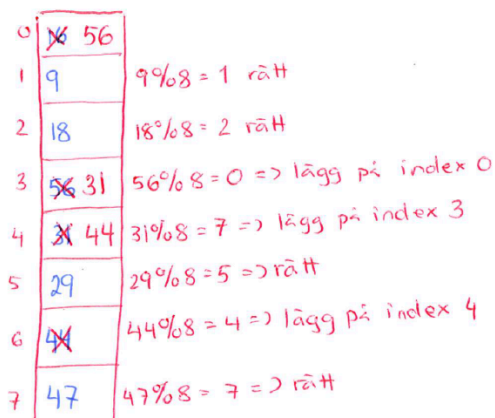 0 16 56
1 9 9%8 = 1 rätt
2 18 18%8 = 2 rätt
3 56 31 56%8 = 0 => lägg på index 0
4 31 44 31%8 = 7 => lägg på index 3
5 29 29%8 = 5 => rätt
6 44 44%8 = 4 => lägg på index 4
7 47 47%8 = 7 => rätt